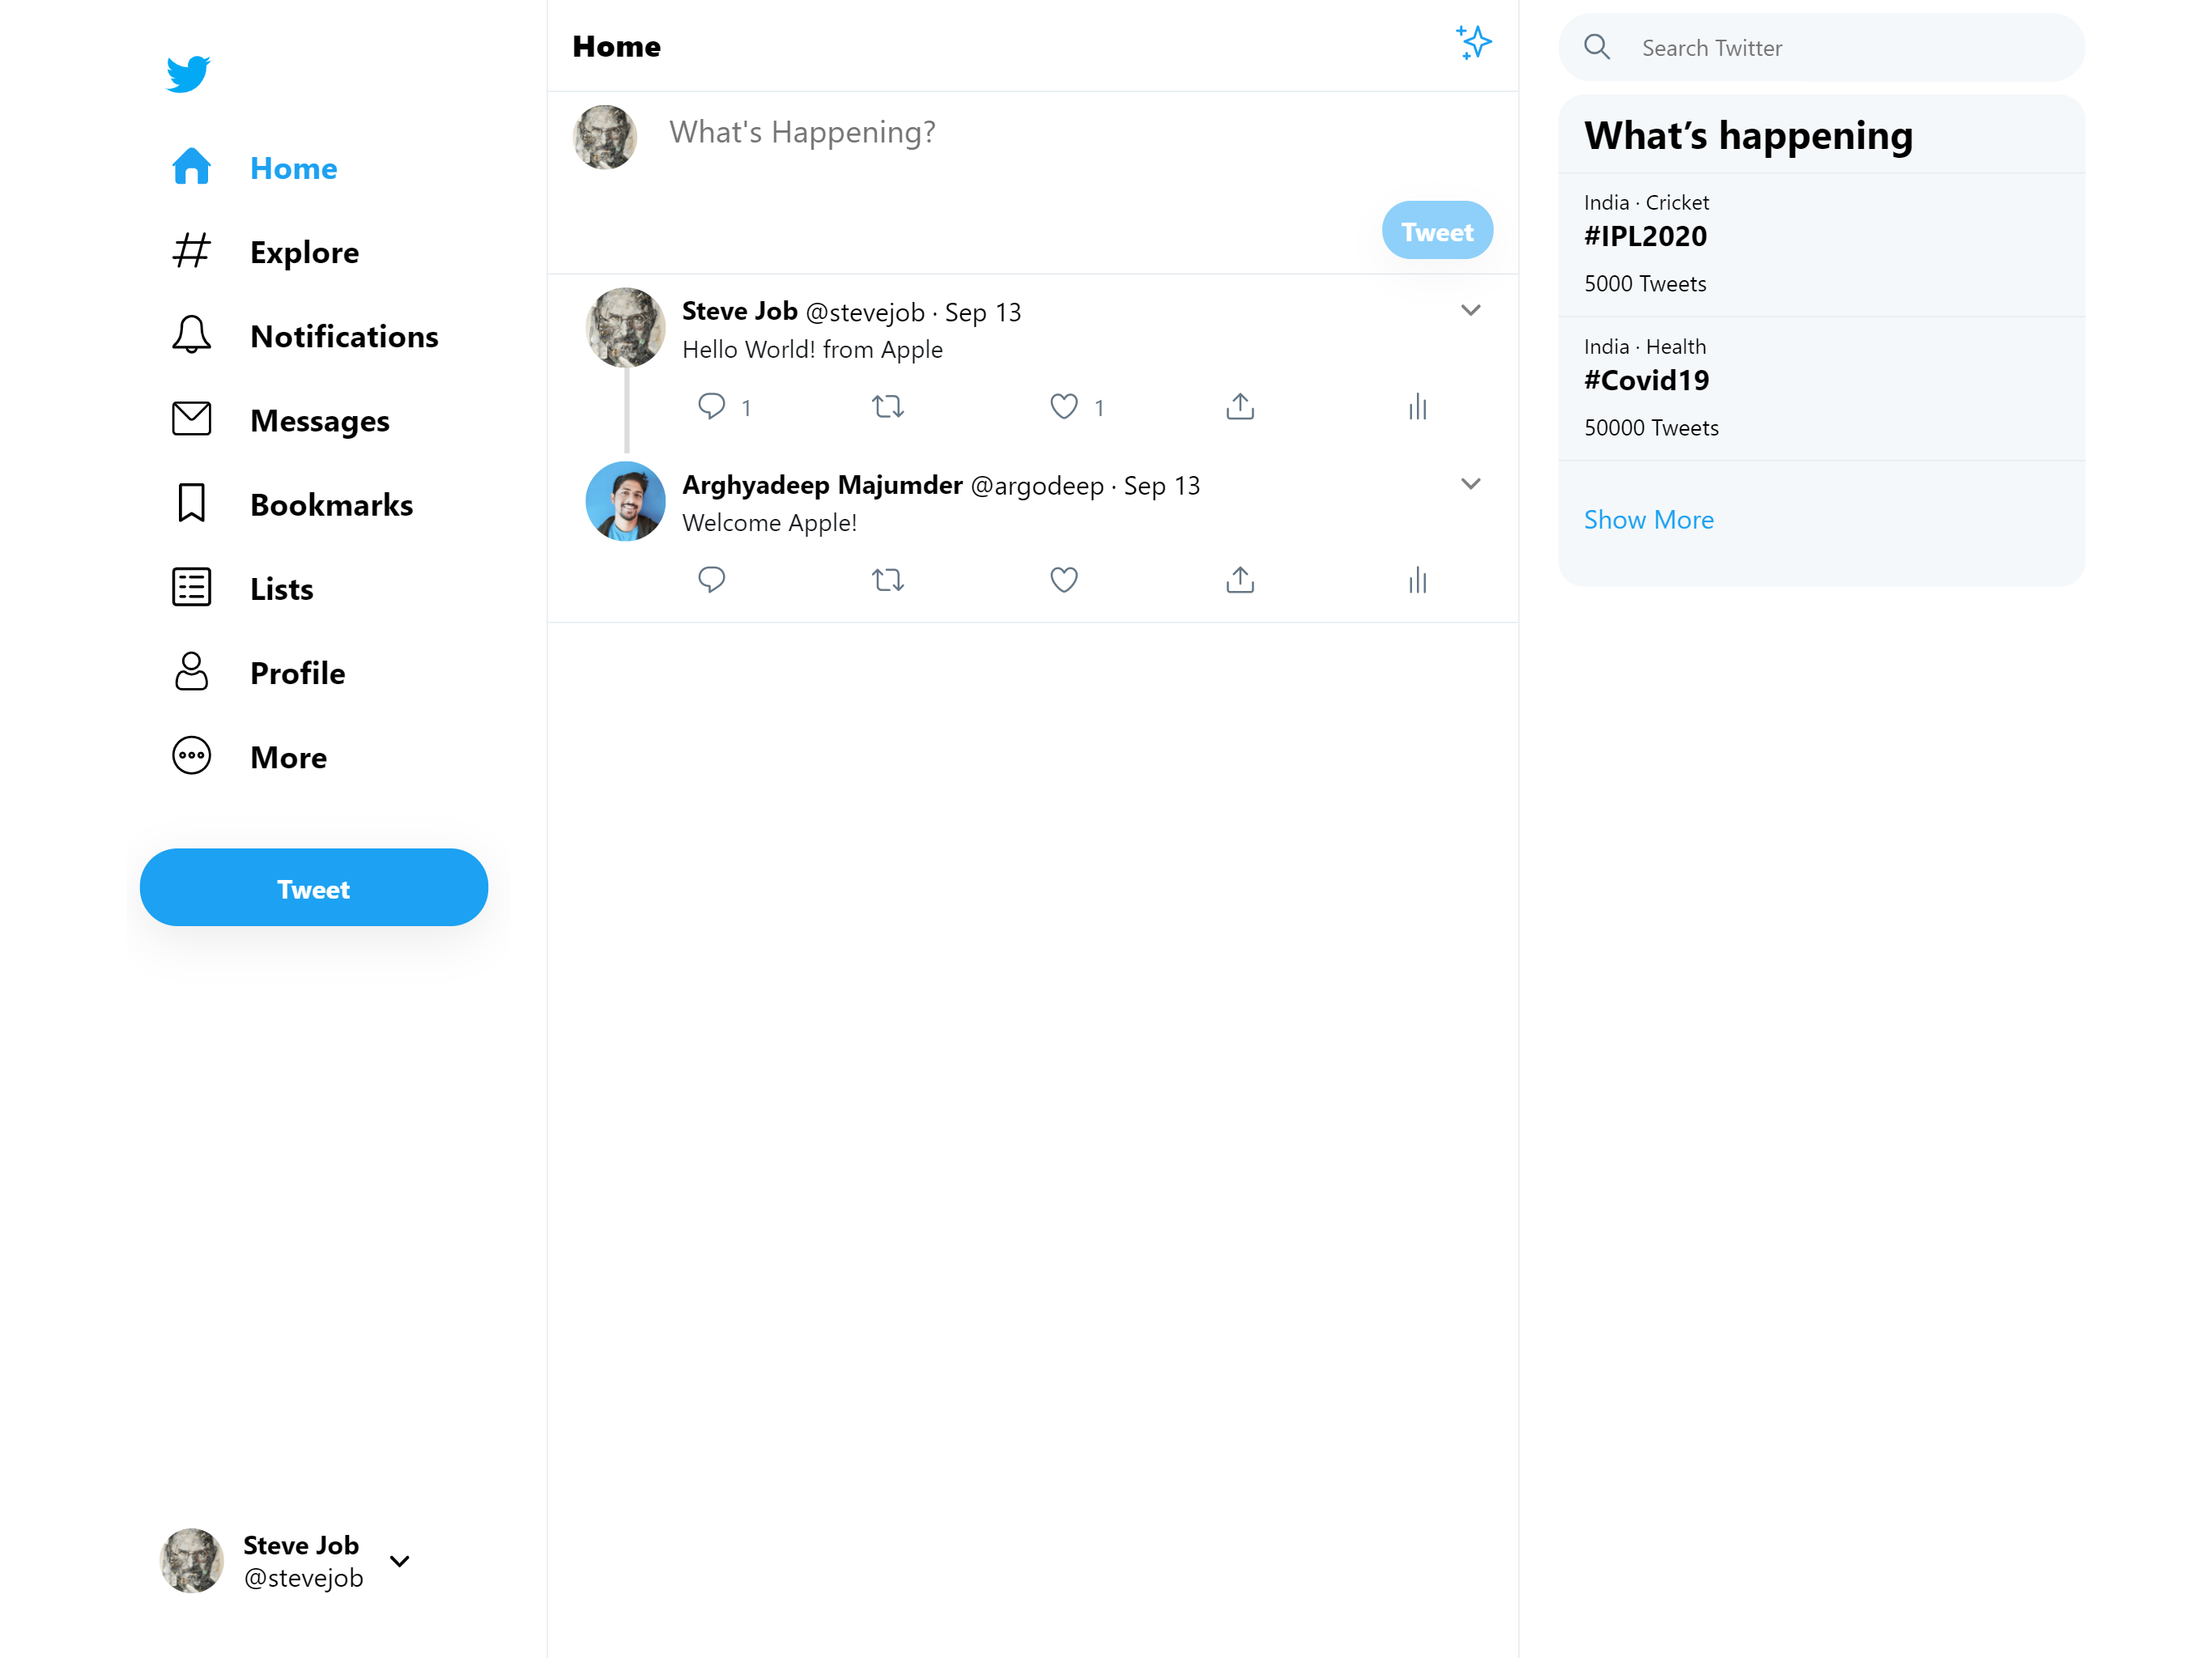 Home
Explore
Notifications
Messages
Bookmarks
Lists
Profile
More
Tweet
Steve Job
@stevejob
Home
What's Happening?
Tweet
Steve Job @stevejob · Sep 13
Hello World! from Apple
1 1
Arghyadeep Majumder @argodeep · Sep 13
Welcome Apple!
Search Twitter
What’s happening
India · Cricket
#IPL2020
5000 Tweets
India · Health
#Covid19
50000 Tweets
Show More